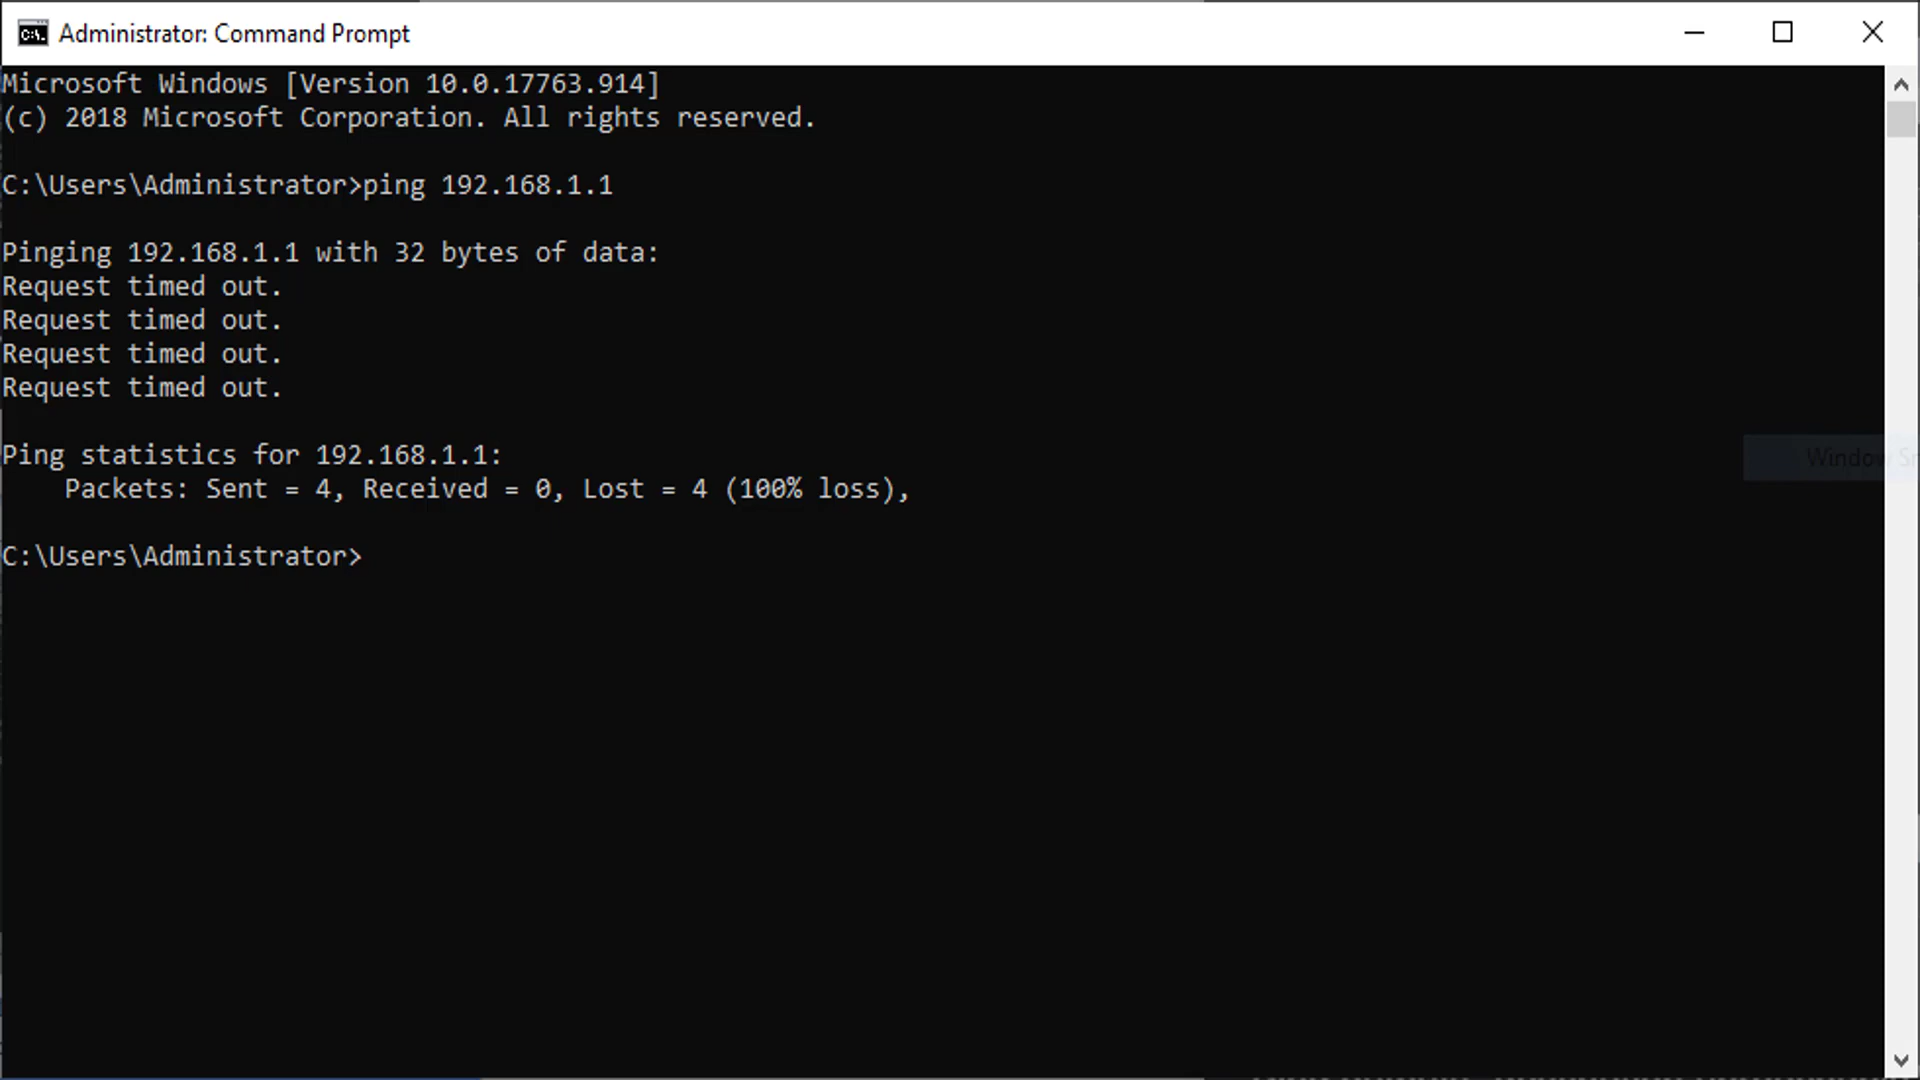 Administrator: Command Prompt
Microsoft Windows [Version 10.0.17763.914]
(c) 2018 Microsoft Corporation. All rights reserved.
C:\Users\Administrator>ping 192.168.1.1
Pinging 192.168.1.1 with 32 bytes of data:
Request timed out.
Request timed out.
Request timed out.
Request timed out.
Ping statistics for 192.168.1.1:
    Packets: Sent = 4, Received = 0, Lost = 4 (100% loss),
Window
C:\Users\Administrator>